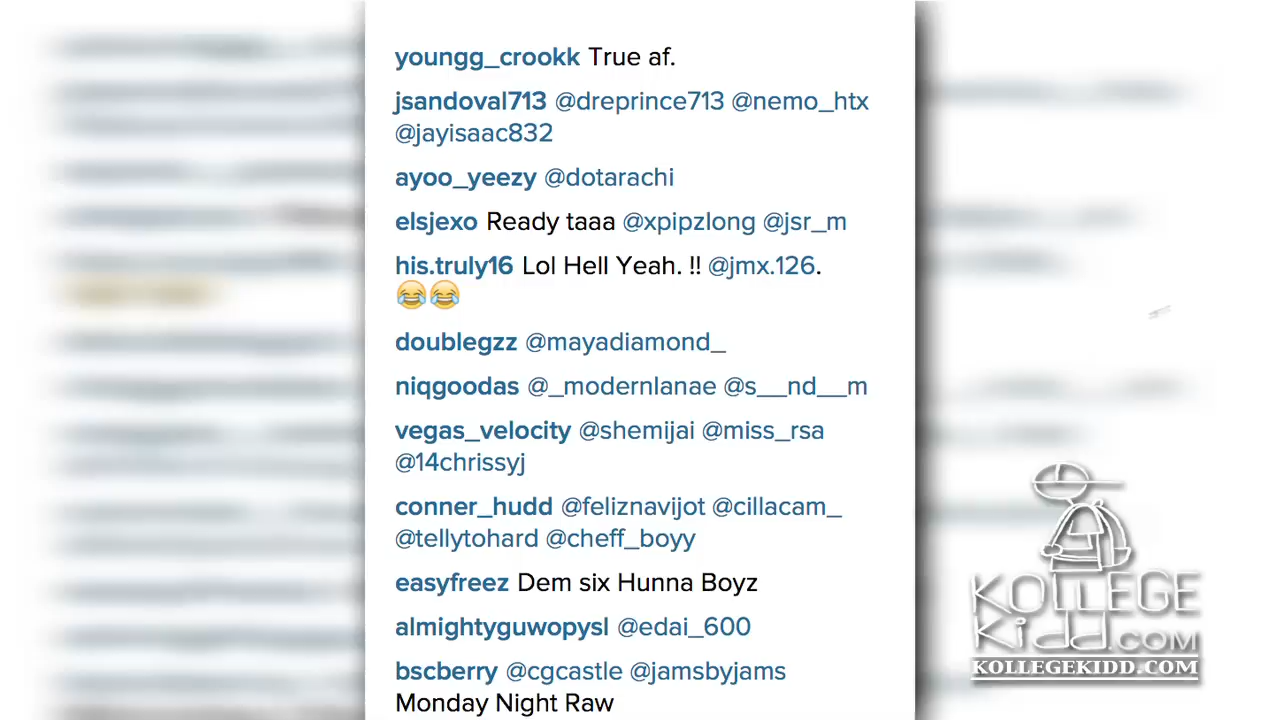 youngg_crookk True af.
jsandoval713 @dreprince713 @nemo_htx
@jayisaac832
ayoo_yeezy @dotarachi
elsjexo Ready taaa @xpipzlong @jsr_m
his.truly16 Lol Hell Yeah. !! @jmx.126.
😂😂
doublegzz @mayadiamond_
niqgoodas @_modernlanae @s__nd__m
vegas_velocity @shemijai @miss_rsa
@14chrissyj
conner_hudd @feliznavijot @cillacam_
@tellytohard @cheff_boyy
easyfreez Dem six Hunna Boyz
almightyguwopysl @edai_600
bscberry @cgcastle @jamsbyjams
Monday Night Raw
KOLLEGE
Kidd.COM
KOLLEGEKIDD.COM